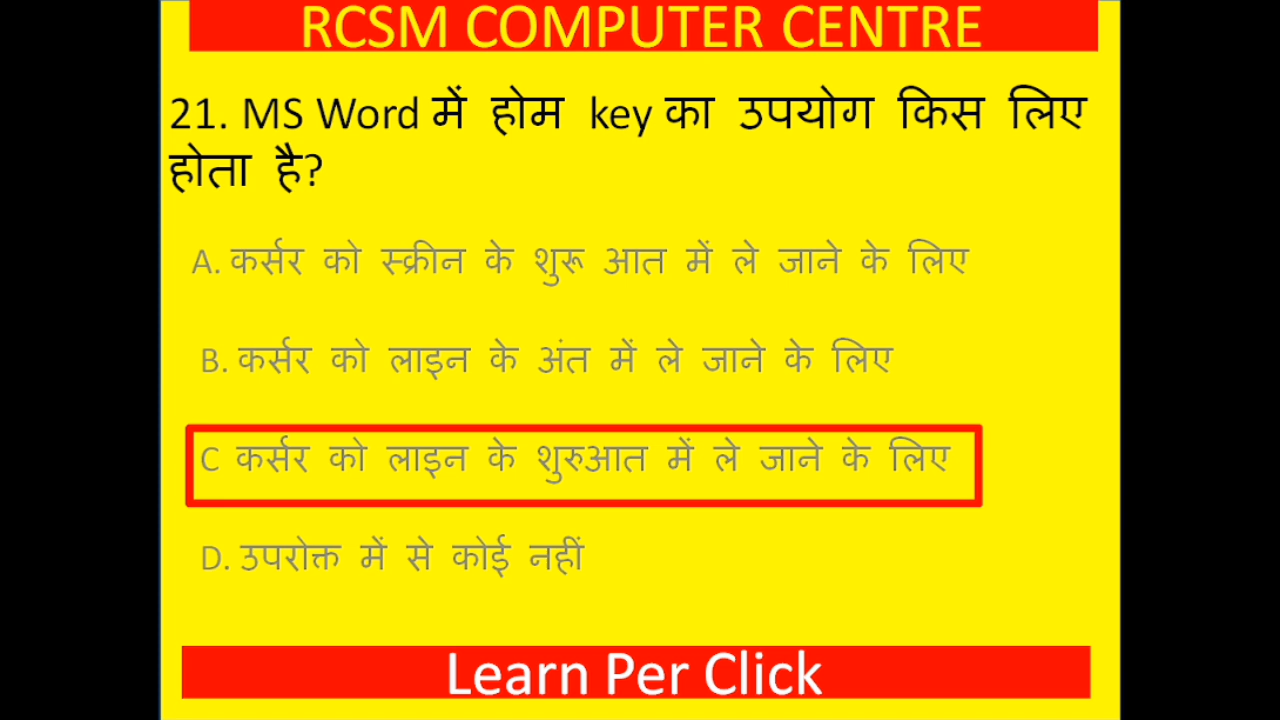 RCSM COMPUTER CENTRE
21. MS Word में होम key का उपयोग किस लिए
होता है?
A. कर्सर को स्क्रीन के शुरू आत में ले जाने के लिए
B. कर्सर को लाइन के अंत में ले जाने के लिए
C कर्सर को लाइन के शुरुआत में ले जाने के लिए
D. उपरोक्त में से कोई नहीं
Learn Per Click